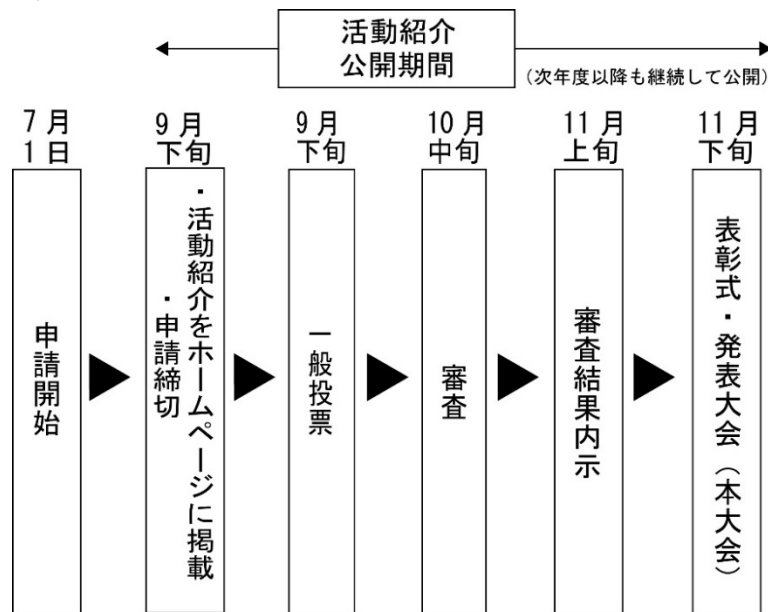 活動紹介
公開期間
(次年度以降も継続して公開)
7月
1日
9月
下旬
9月
下旬
10月
中旬
11月
上旬
11月
下旬
申請開始
・活動紹介をホームページに掲載
・申請締切
一般投票
審査
審査結果内示
表彰式・発表大会（本大会）